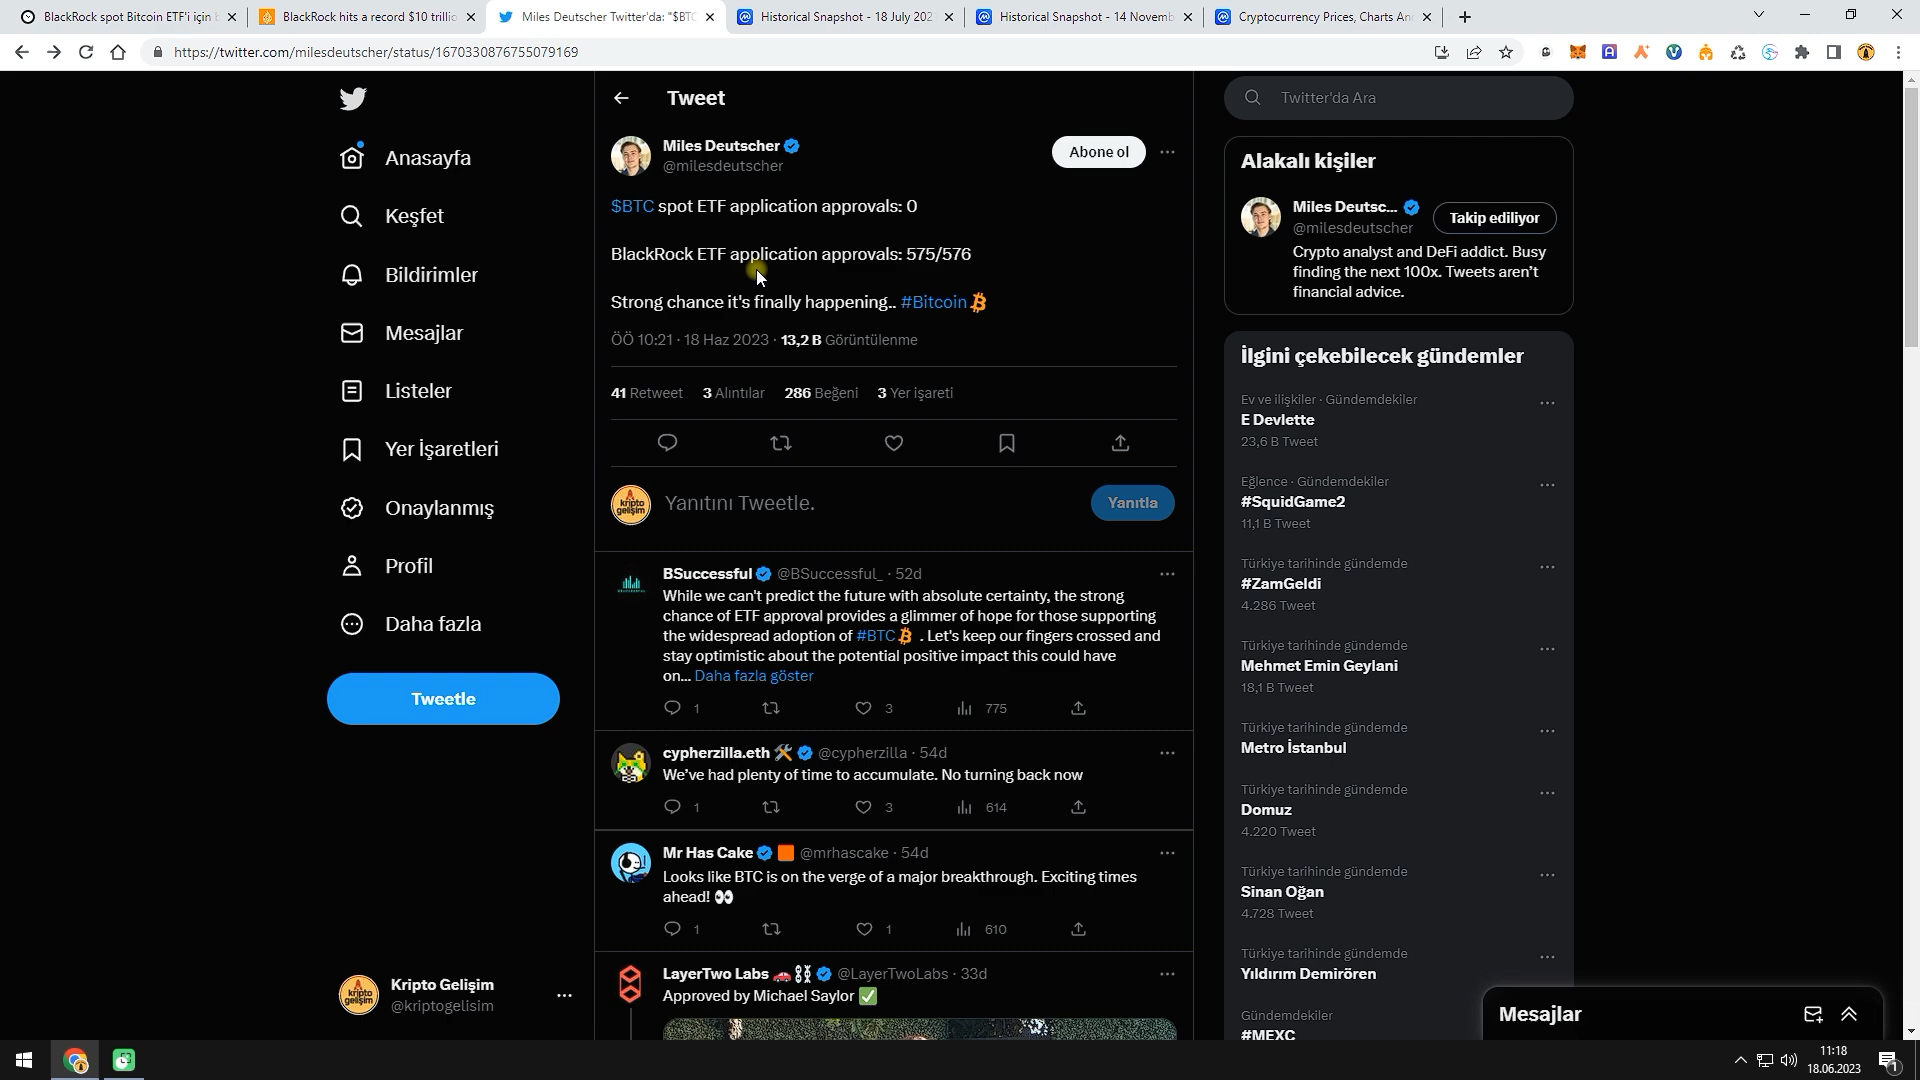 BlackRock spot Bitcoin ETF'i için b
BlackRock hits a record $10 trillio
Miles Deutscher Twitter'da: "$BTC
Historical Snapshot - 18 July 202
Historical Snapshot - 14 Novemb
Cryptocurrency Prices, Charts An
https://twitter.com/milesdeutscher/status/1670330876755079169
Anasayfa
Keşfet
Bildirimler
Mesajlar
Listeler
Yer İşaretleri
Onaylanmış
Profil
Daha fazla
Tweetle
Kripto Gelişim
@kriptogelisim
Tweet
Miles Deutscher
@milesdeutscher
Abone ol
$BTC spot ETF application approvals: 0
BlackRock ETF application approvals: 575/576
Strong chance it's finally happening.. #Bitcoin
ÖÖ 10:21 · 18 Haz 2023 · 13,2 B Görüntülenme
41 Retweet 3 Alıntılar 286 Beğeni 3 Yer işareti
kripto
gelişim
Yanıtını Tweetle.
Yanıtla
BSuccessful @BSuccessful_ · 52d
While we can't predict the future with absolute certainty, the strong
chance of ETF approval provides a glimmer of hope for those supporting
the widespread adoption of #BTC . Let's keep our fingers crossed and
stay optimistic about the potential positive impact this could have
on... Daha fazla göster
1 3 775
cypherzilla.eth @cypherzilla · 54d
We've had plenty of time to accumulate. No turning back now
1 3 614
Mr Has Cake @mrhascake · 54d
Looks like BTC is on the verge of a major breakthrough. Exciting times
ahead!
1 1 610
LayerTwo Labs @LayerTwoLabs · 33d
Approved by Michael Saylor
Twitter'da Ara
Alakalı kişiler
Miles Deutsc...
@milesdeutscher
Takip ediliyor
Crypto analyst and DeFi addict. Busy
finding the next 100x. Tweets aren't
financial advice.
İlgini çekebilecek gündemler
Ev ve ilişkiler · Gündemdekiler
E Devlette
23,6 B Tweet
Eğlence · Gündemdekiler
#SquidGame2
11,1 B Tweet
Türkiye tarihinde gündemde
#ZamGeldi
4.286 Tweet
Türkiye tarihinde gündemde
Mehmet Emin Geylani
18,1 B Tweet
Türkiye tarihinde gündemde
Metro İstanbul
Türkiye tarihinde gündemde
Domuz
4.220 Tweet
Türkiye tarihinde gündemde
Sinan Oğan
4.728 Tweet
Türkiye tarihinde gündemde
Yıldırım Demirören
Gündemdekiler
#MEXC
Mesajlar
11:18
18.06.2023
1